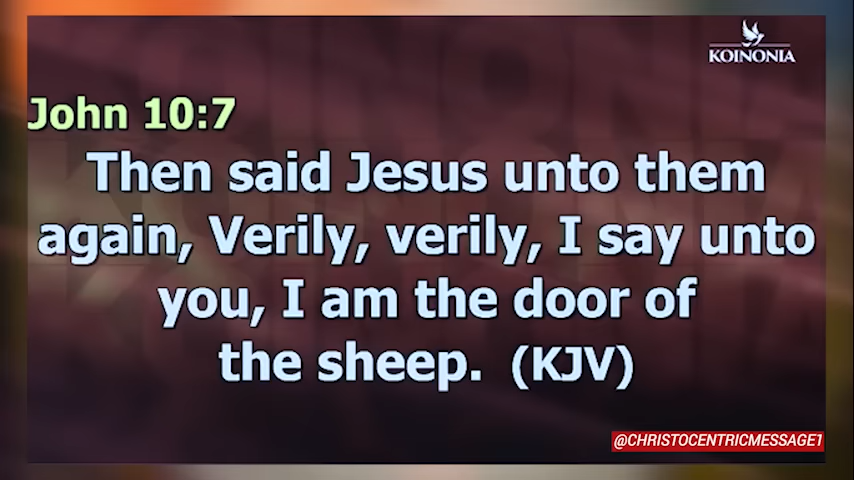 KOINONIA
John 10:7
Then said Jesus unto them
again, Verily, verily, I say unto
you, I am the door of
the sheep. (KJV)
@CHRISTOCENTRICMESSAGE1